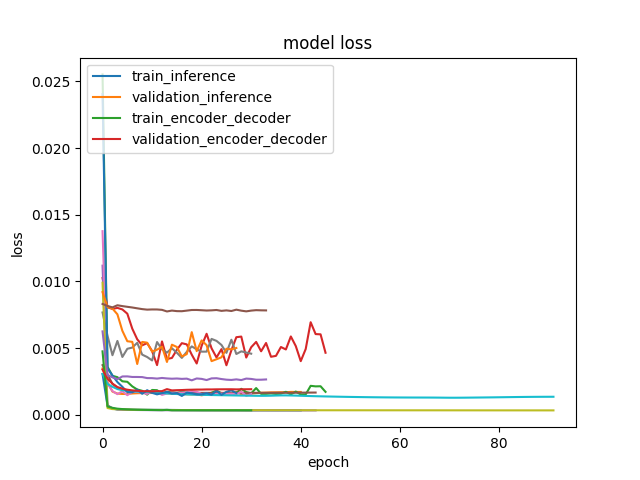 model loss
train_inference
validation_inference
train_encoder_decoder
validation_encoder_decoder
loss
0.025
0.020
0.015
0.010
0.005
0.000
0 20 40 60 80
epoch